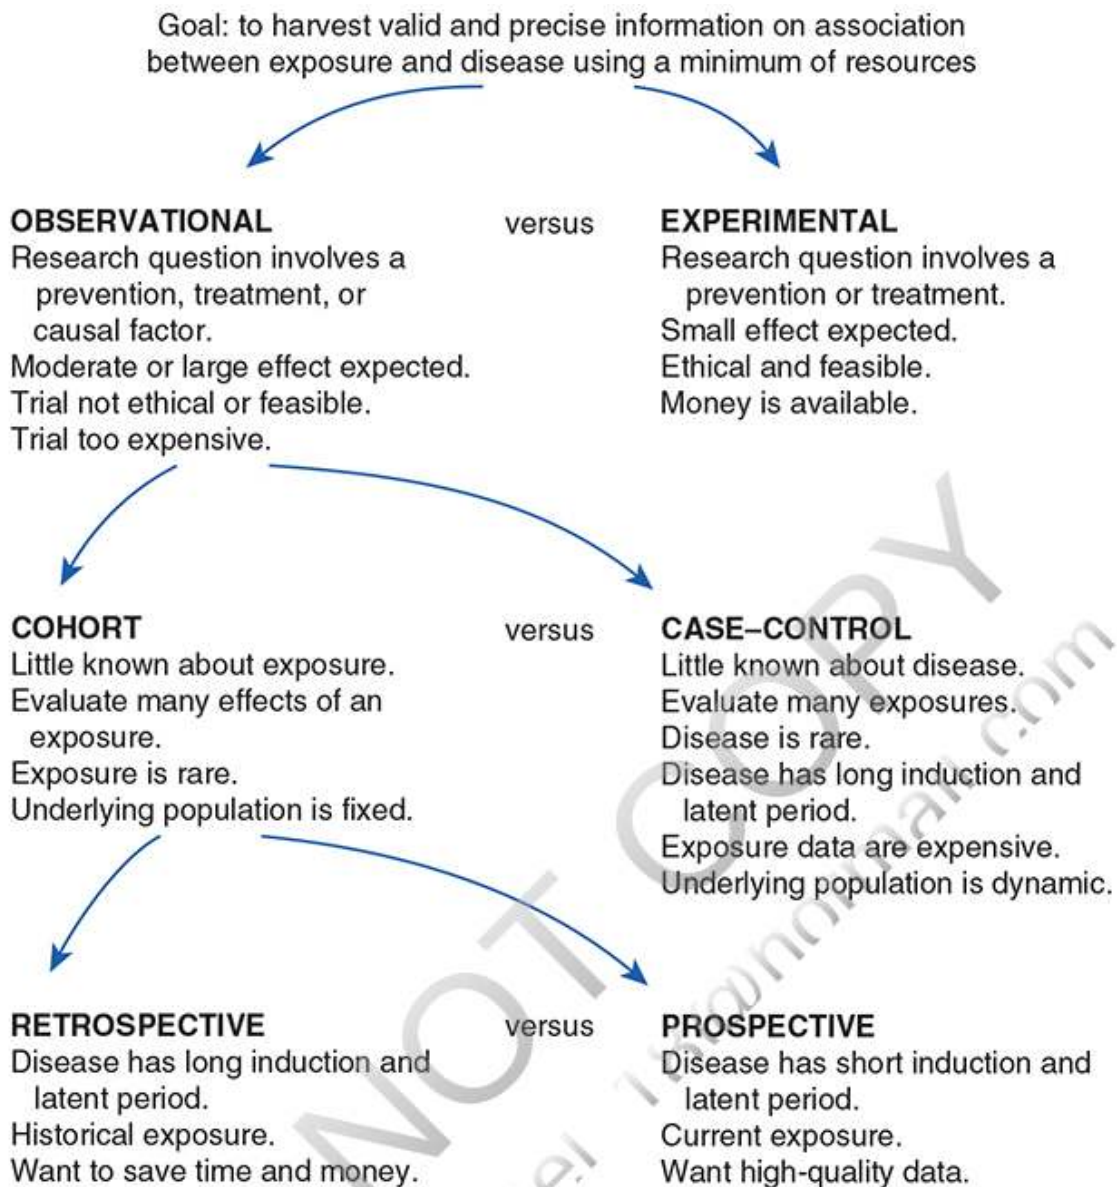 Goal: to harvest valid and precise information on association
between exposure and disease using a minimum of resources
OBSERVATIONAL
Research question involves a
prevention, treatment, or
causal factor.
Moderate or large effect expected.
Trial not ethical or feasible.
Trial too expensive.
versus
EXPERIMENTAL
Research question involves a
prevention or treatment.
Small effect expected.
Ethical and feasible.
Money is available.
COHORT
Little known about exposure.
Evaluate many effects of an
exposure.
Exposure is rare.
Underlying population is fixed.
versus
CASE–CONTROL
Little known about disease.
Evaluate many exposures.
Disease is rare.
Disease has long induction and
latent period.
Exposure data are expensive.
Underlying population is dynamic.
RETROSPECTIVE
Disease has long induction and
latent period.
Historical exposure.
Want to save time and money.
versus
PROSPECTIVE
Disease has short induction and
latent period.
Current exposure.
Want high-quality data.
NOT COPY